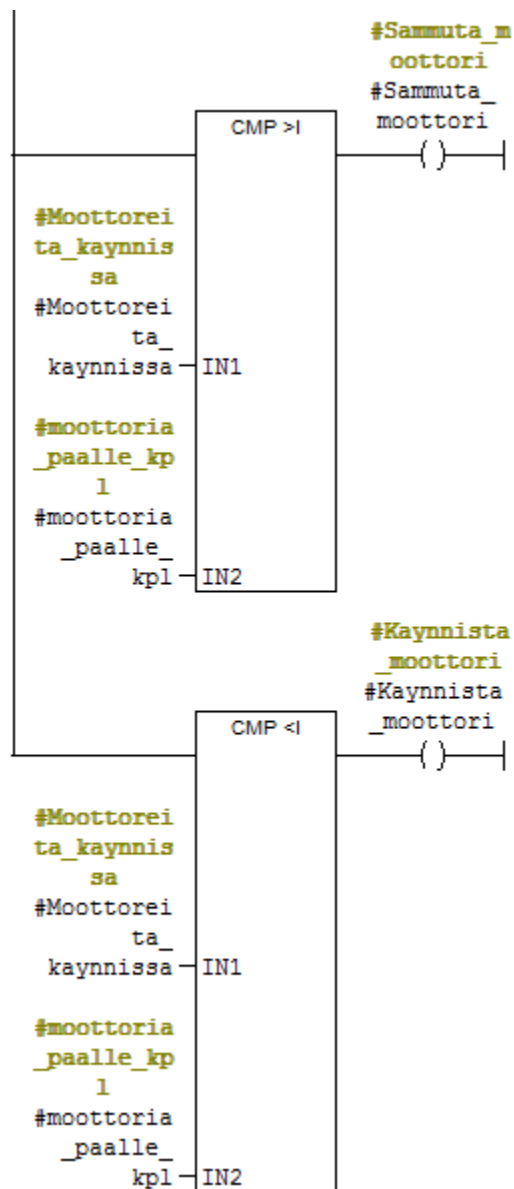 #Sammuta_m
oottori
#Sammuta_
moottori
CMP >I
#Moottorei
ta_kaynnis
sa
#Moottorei
ta_
kaynnissa
IN1
#moottoria
_paalle_kp
l
#moottoria
_paalle_
kpl
IN2
#Kaynnista
_moottori
#Kaynnista
_moottori
CMP <I
#Moottorei
ta_kaynnis
sa
#Moottorei
ta_
kaynnissa
IN1
#moottoria
_paalle_kp
l
#moottoria
_paalle_
kpl
IN2